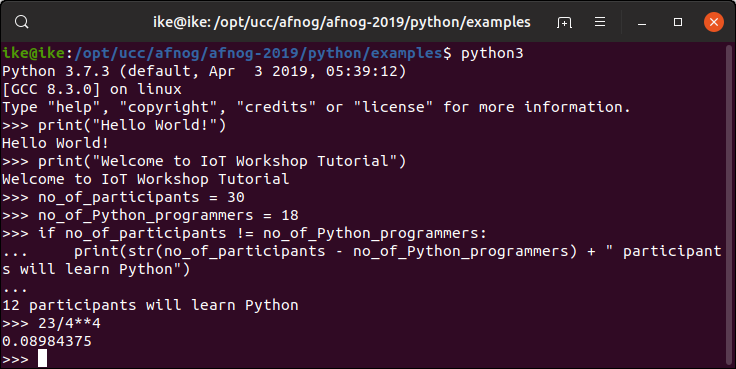 ike@ike: /opt/ucc/afnog/afnog-2019/python/examples
ike@ike:/opt/ucc/afnog/afnog-2019/python/examples$ python3
Python 3.7.3 (default, Apr  3 2019, 05:39:12)
[GCC 8.3.0] on linux
Type "help", "copyright", "credits" or "license" for more information.
>>> print("Hello World!")
Hello World!
>>> print("Welcome to IoT Workshop Tutorial")
Welcome to IoT Workshop Tutorial
>>> no_of_participants = 30
>>> no_of_Python_programmers = 18
>>> if no_of_participants != no_of_Python_programmers:
...     print(str(no_of_participants - no_of_Python_programmers) + " participant
s will learn Python")
...
12 participants will learn Python
>>> 23/4**4
0.08984375
>>>